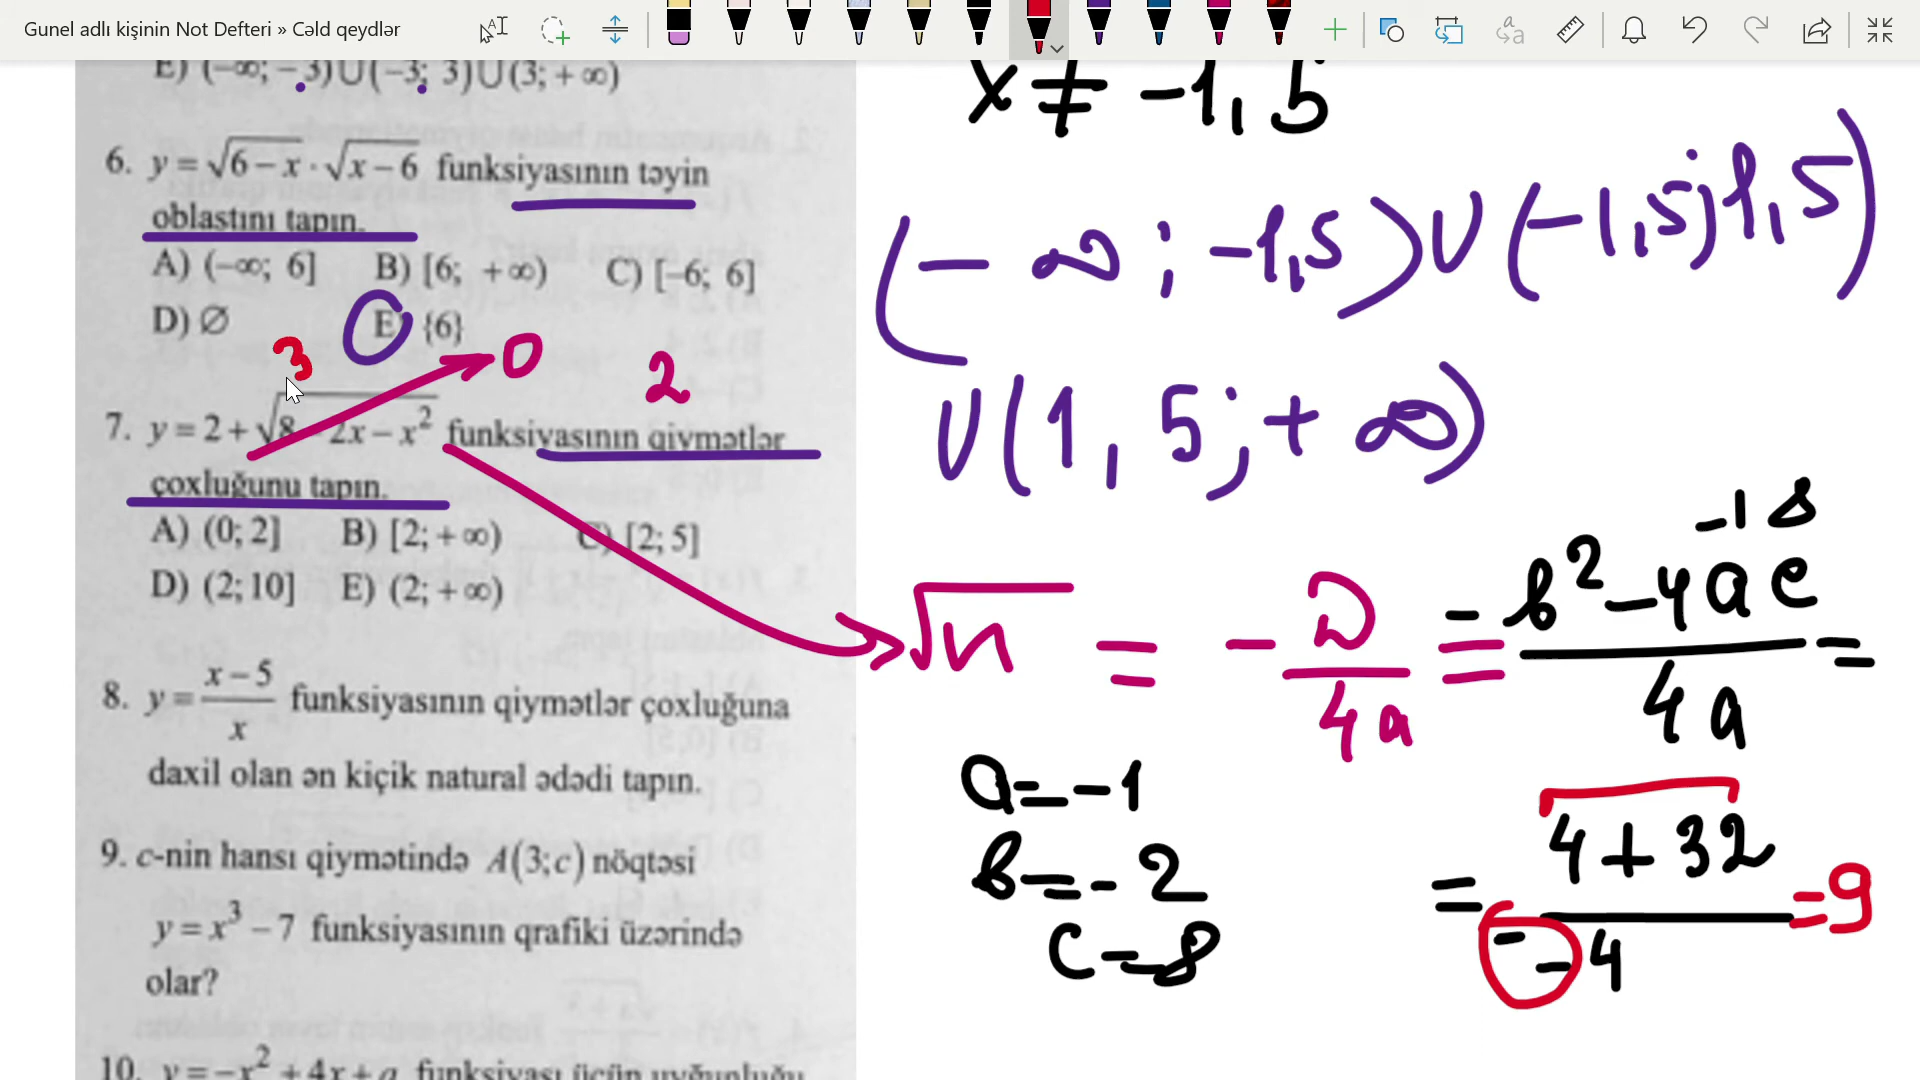 Gunel adlı kişinin Not Defteri » Cəld qeydlər
E) (−∞; −3)∪(−3; 3)∪(3; +∞)
6. y = √6−x · √x−6 funksiyasının təyin
oblastını tapın.
A) (−∞; 6] B) [6; +∞) C) [−6; 6]
D) ∅ E) {6}
3 0 2
7. y = 2 + √8 − 2x − x² funksiyasının qiymətlər
çoxluğunu tapın.
A) (0; 2] B) [2; +∞) C) [2; 5]
D) (2; 10] E) (2; +∞)
8. y = x − 5 / x funksiyasının qiymətlər çoxluğuna
daxil olan ən kiçik natural ədədi tapın.
9. c-nin hansı qiymətində A(3; c) nöqtəsi
y = x³ − 7 funksiyasının qrafiki üzərində
olar?
10. y = −x² + 4x + a funksiyası üçün uyğunluğu
x ≠ −1,5
(−∞; −1,5) ∪ (−1,5; 1,5)
∪ (1,5; +∞)
−1 8
√n = − D / 4a = − b² − 4ac / 4a =
a = −1
b = −2
c = 8
= − 4 + 32 / −4 = 9